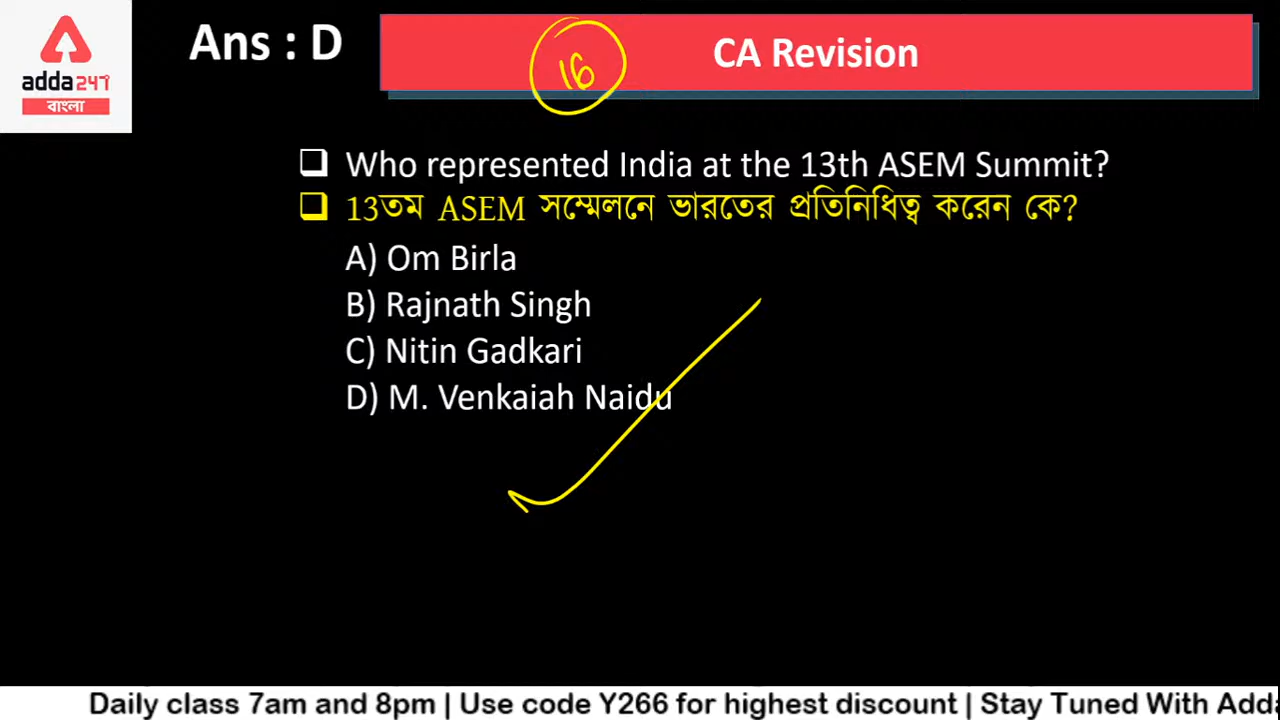 Ans : D
16
CA Revision
adda247
বাংলা
❑ Who represented India at the 13th ASEM Summit?
❑ 13তম ASEM সম্মেলনে ভারতের প্রতিনিধিত্ব করেন কে?
A) Om Birla
B) Rajnath Singh
C) Nitin Gadkari
D) M. Venkaiah Naidu
Daily class 7am and 8pm | Use code Y266 for highest discount | Stay Tuned With Adda